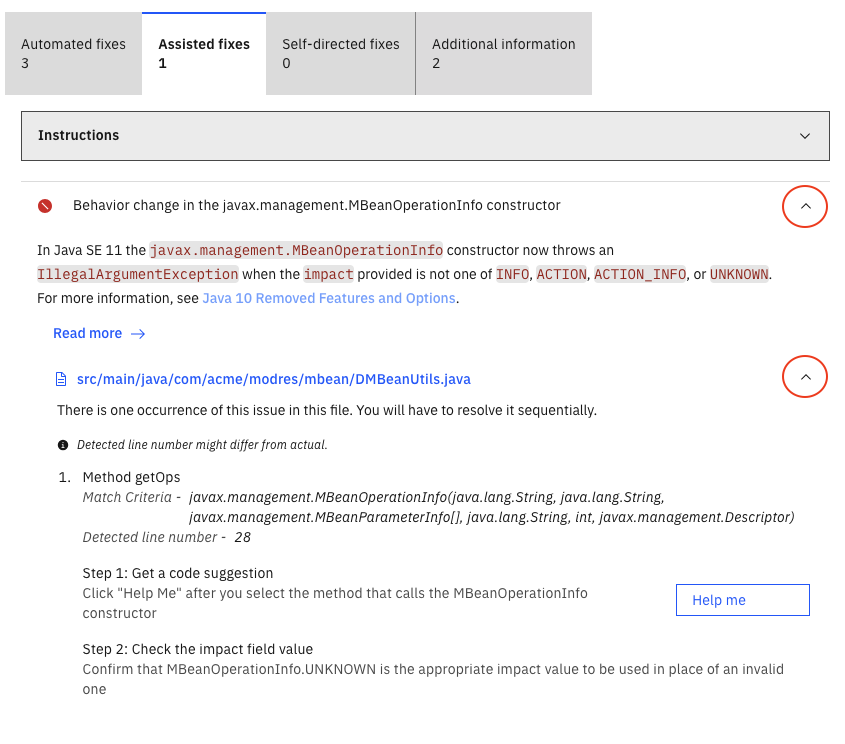 Automated fixes
3
Assisted fixes
1
Self-directed fixes
0
Additional information
2
Instructions
Behavior change in the javax.management.MBeanOperationInfo constructor
In Java SE 11 the javax.management.MBeanOperationInfo constructor now throws an
IllegalArgumentException when the impact provided is not one of INFO, ACTION, ACTION_INFO, or UNKNOWN.
For more information, see Java 10 Removed Features and Options.
Read more
src/main/java/com/acme/modres/mbean/DMBeanUtils.java
There is one occurrence of this issue in this file. You will have to resolve it sequentially.
Detected line number might differ from actual.
1. Method getOps
Match Criteria - javax.management.MBeanOperationInfo(java.lang.String, java.lang.String,
javax.management.MBeanParameterInfo[], java.lang.String, int, javax.management.Descriptor)
Detected line number - 28
Step 1: Get a code suggestion
Click "Help Me" after you select the method that calls the MBeanOperationInfo
constructor
Help me
Step 2: Check the impact field value
Confirm that MBeanOperationInfo.UNKNOWN is the appropriate impact value to be used in place of an invalid
one